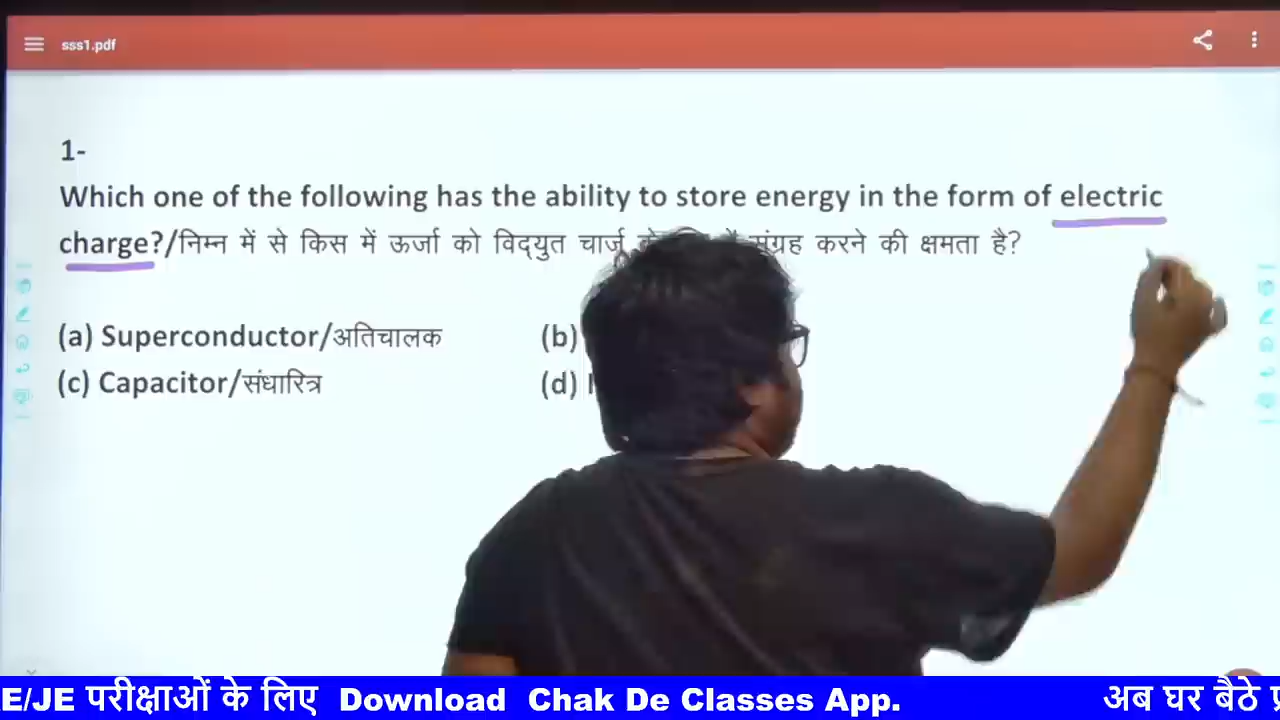 sss1.pdf
1-
Which one of the following has the ability to store energy in the form of electric
charge?/निम्न में से किस में ऊर्जा को विद्युत चार्ज संग्रह करने की क्षमता है?
(a) Superconductor/अतिचालक (b)
(c) Capacitor/संधारित्र (d)
E/JE परीक्षाओं के लिए Download Chak De Classes App. अब घर बैठे